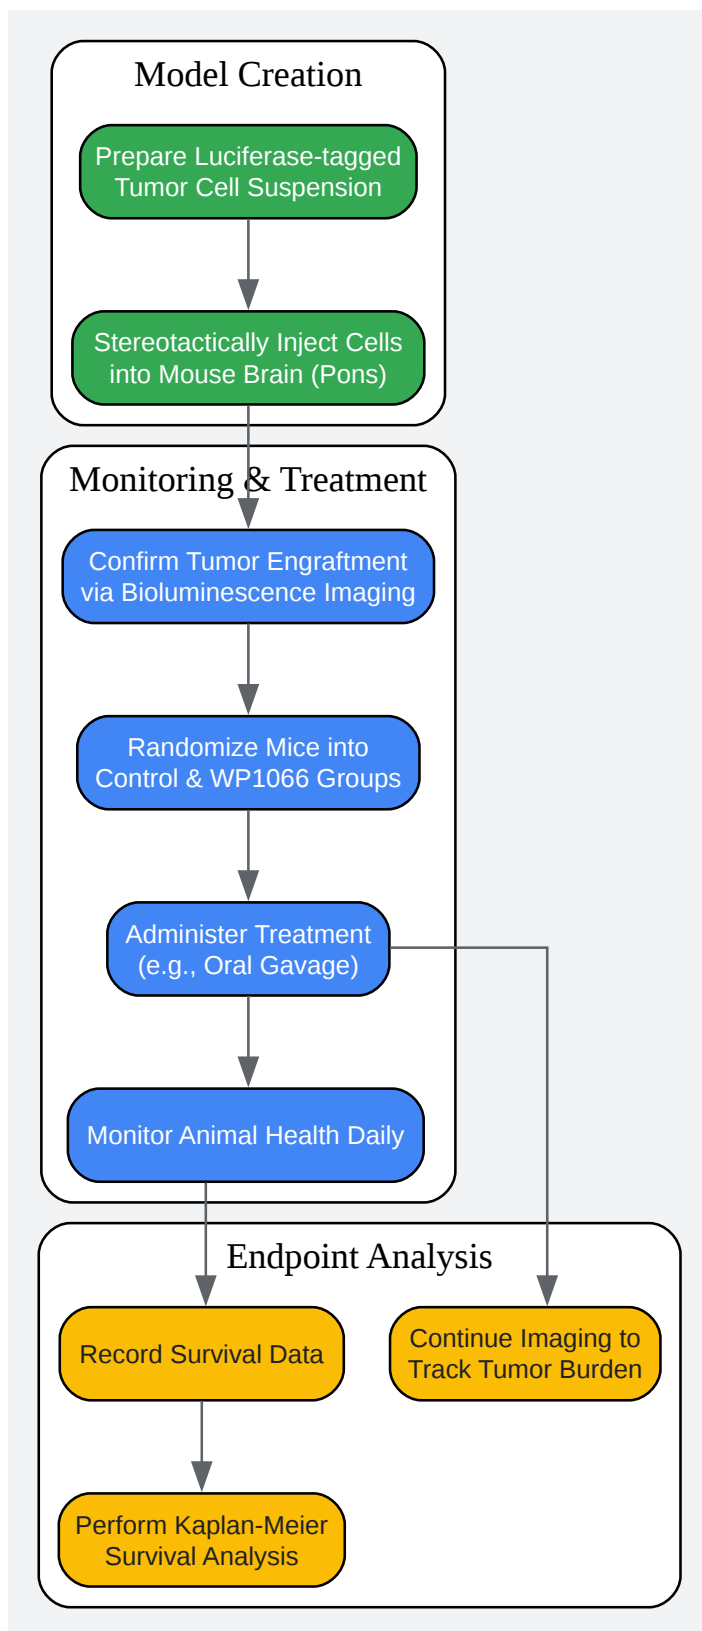 Model Creation
Prepare Luciferase-tagged
Tumor Cell Suspension
Stereotactically Inject Cells
into Mouse Brain (Pons)
Monitoring & Treatment
Confirm Tumor Engraftment
via Bioluminescence Imaging
Randomize Mice into
Control & WP1066 Groups
Administer Treatment
(e.g., Oral Gavage)
Monitor Animal Health Daily
Endpoint Analysis
Record Survival Data
Continue Imaging to
Track Tumor Burden
Perform Kaplan-Meier
Survival Analysis